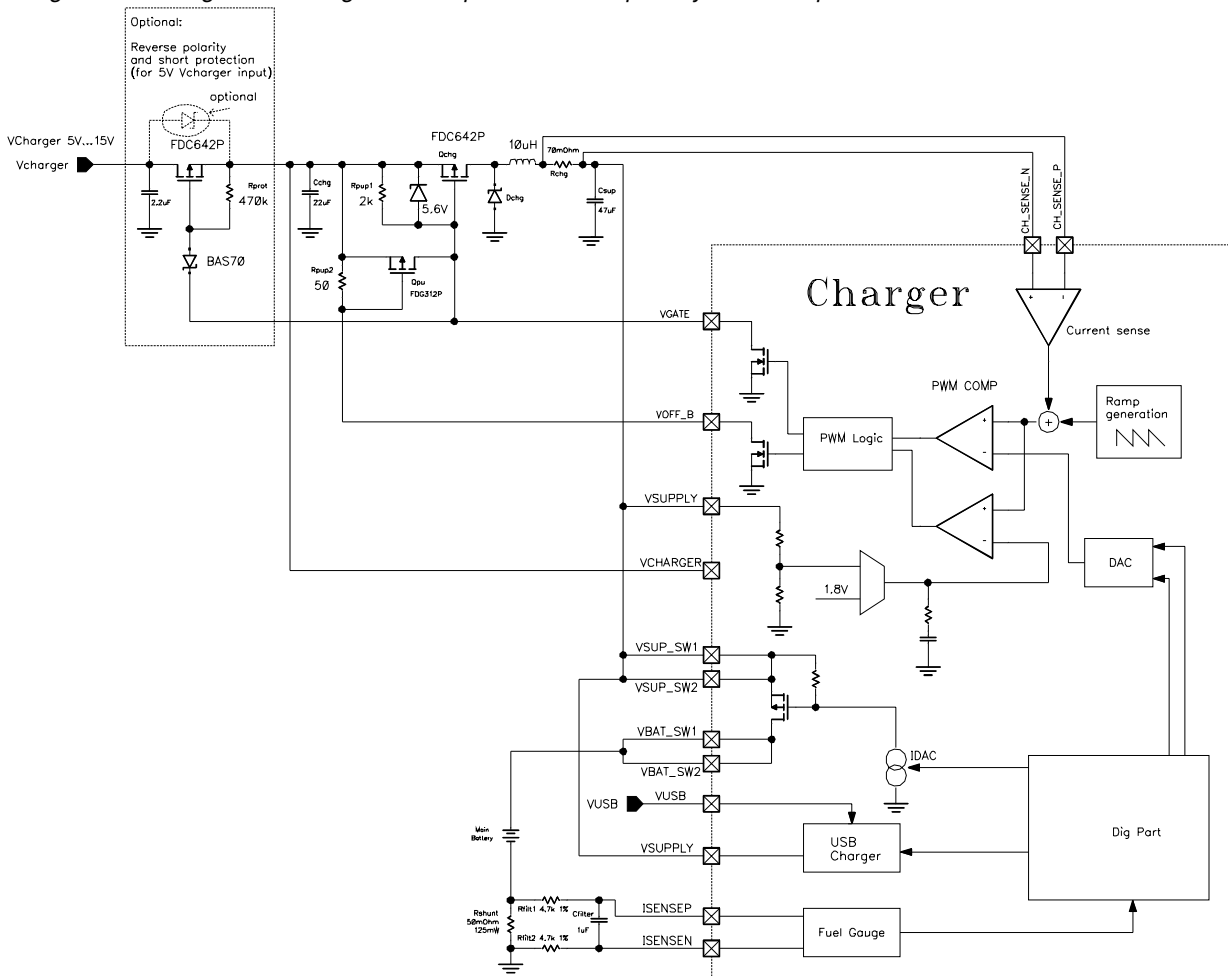 Optional:
Reverse polarity
and short protection
(for 5V Vcharger input)
optional
VCharger 5V...15V
Vcharger
FDC642P
2.2uF
Rprot
470k
BAS70
Cchg
22uF
Rpup1
2k
5.6V
FDC642P
Qchg
Dchg
10uH
70mOhm
Rchg
Csup
47uF
Rpup2
50
Qpu
FDG312P
CH_SENSE_N
CH_SENSE_P
Charger
Current sense
VGATE
PWM COMP
+
-
+
Ramp
generation
VOFF_B
PWM Logic
+
-
VSUPPLY
+
-
VCHARGER
1.8V
DAC
VSUP_SW1
VSUP_SW2
VBAT_SW1
VBAT_SW2
IDAC
VUSB
VUSB
Main
Battery
VSUPPLY
USB
Charger
Dig Part
Rshunt
50mOhm
125mW
Rfilt1 4.7k 1%
Cfilter
1uF
Rfilt2 4.7k 1%
ISENSEP
ISENSEN
Fuel Gauge